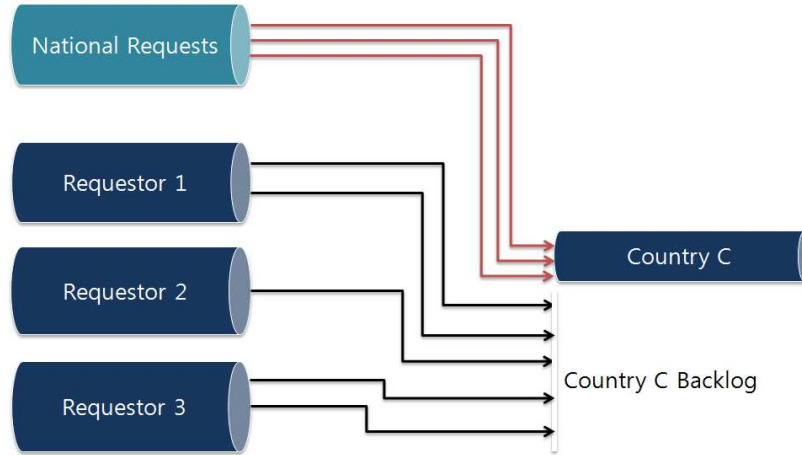 National Requests
Requestor 1
Requestor 2
Requestor 3
Country C
Country C Backlog